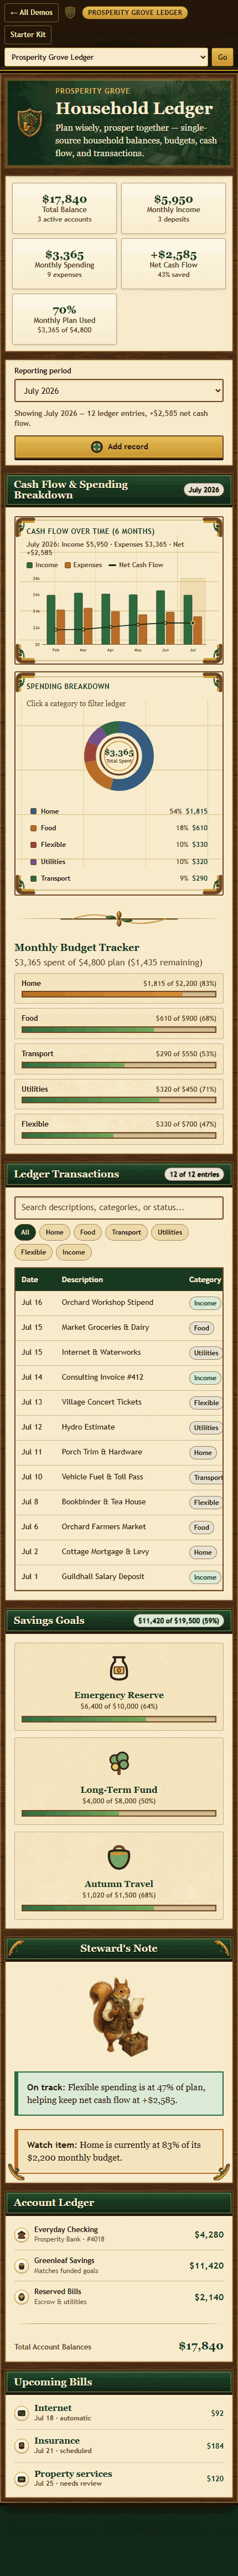 ← All Demos
PROSPERITY GROVE LEDGER
Starter Kit
Prosperity Grove Ledger
Go
PROSPERITY GROVE
Household Ledger
Plan wisely, prosper together — single-
source household balances, budgets, cash
flow, and transactions.
$17,840
Total Balance
3 active accounts
$5,950
Monthly Income
3 deposits
$3,365
Monthly Spending
9 expenses
+$2,585
Net Cash Flow
43% saved
70%
Monthly Plan Used
$3,365 of $4,800
Reporting period
July 2026
Showing July 2026 — 12 ledger entries, +$2,585 net cash
flow.
Add record
Cash Flow & Spending
Breakdown
July 2026
CASH FLOW OVER TIME (6 MONTHS)
July 2026: Income $5,950 · Expenses $3,365 · Net
+$2,585
Income Expenses Net Cash Flow
$0
Feb Mar Apr May Jun Jul
SPENDING BREAKDOWN
Click a category to filter ledger
$3,365
Total Spent
Home 54% $1,815
Food 18% $610
Flexible 10% $330
Utilities 10% $320
Transport 9% $290
Monthly Budget Tracker
$3,365 spent of $4,800 plan ($1,435 remaining)
Home $1,815 of $2,200 (83%)
Food $610 of $900 (68%)
Transport $290 of $550 (53%)
Utilities $320 of $450 (71%)
Flexible $330 of $700 (47%)
Ledger Transactions
12 of 12 entries
Search descriptions, categories, or status...
All Home Food Transport Utilities
Flexible Income
Date Description Category
Jul 16 Orchard Workshop Stipend Income
Jul 15 Market Groceries & Dairy Food
Jul 15 Internet & Waterworks Utilities
Jul 14 Consulting Invoice #412 Income
Jul 13 Village Concert Tickets Flexible
Jul 12 Hydro Estimate Utilities
Jul 11 Porch Trim & Hardware Home
Jul 10 Vehicle Fuel & Toll Pass Transport
Jul 8 Bookbinder & Tea House Flexible
Jul 6 Orchard Farmers Market Food
Jul 2 Cottage Mortgage & Levy Home
Jul 1 Guildhall Salary Deposit Income
Savings Goals
$11,420 of $19,500 (59%)
Emergency Reserve
$6,400 of $10,000 (64%)
Long-Term Fund
$4,000 of $8,000 (50%)
Autumn Travel
$1,020 of $1,500 (68%)
Steward's Note
On track: Flexible spending is at 47% of plan,
helping keep net cash flow at +$2,585.
Watch item: Home is currently at 83% of its
$2,200 monthly budget.
Account Ledger
Everyday Checking
Prosperity Bank · #4018
$4,280
Greenleaf Savings
Matches funded goals
$11,420
Reserved Bills
Escrow & utilities
$2,140
Total Account Balances $17,840
Upcoming Bills
Internet
Jul 18 · automatic
$92
Insurance
Jul 21 · scheduled
$184
Property services
Jul 25 · needs review
$120